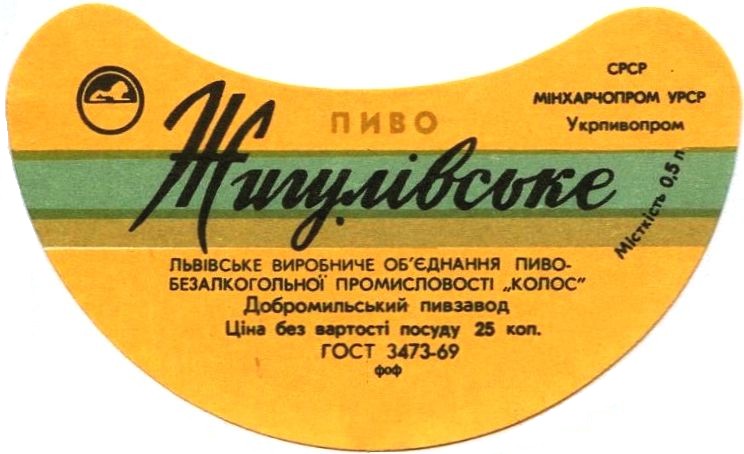 СРСР
МІНХАРЧОПРОМ УРСР
Укрпивопром
ПИВО
Жигулівське
Місткість 0,5 л
ЛЬВІВСЬКЕ ВИРОБНИЧЕ ОБ'ЄДНАННЯ ПИВО-
БЕЗАЛКОГОЛЬНОЇ ПРОМИСЛОВОСТІ „КОЛОС"
Добромильський пивзавод
Ціна без вартості посуду 25 коп.
ГОСТ 3473-69
фоф